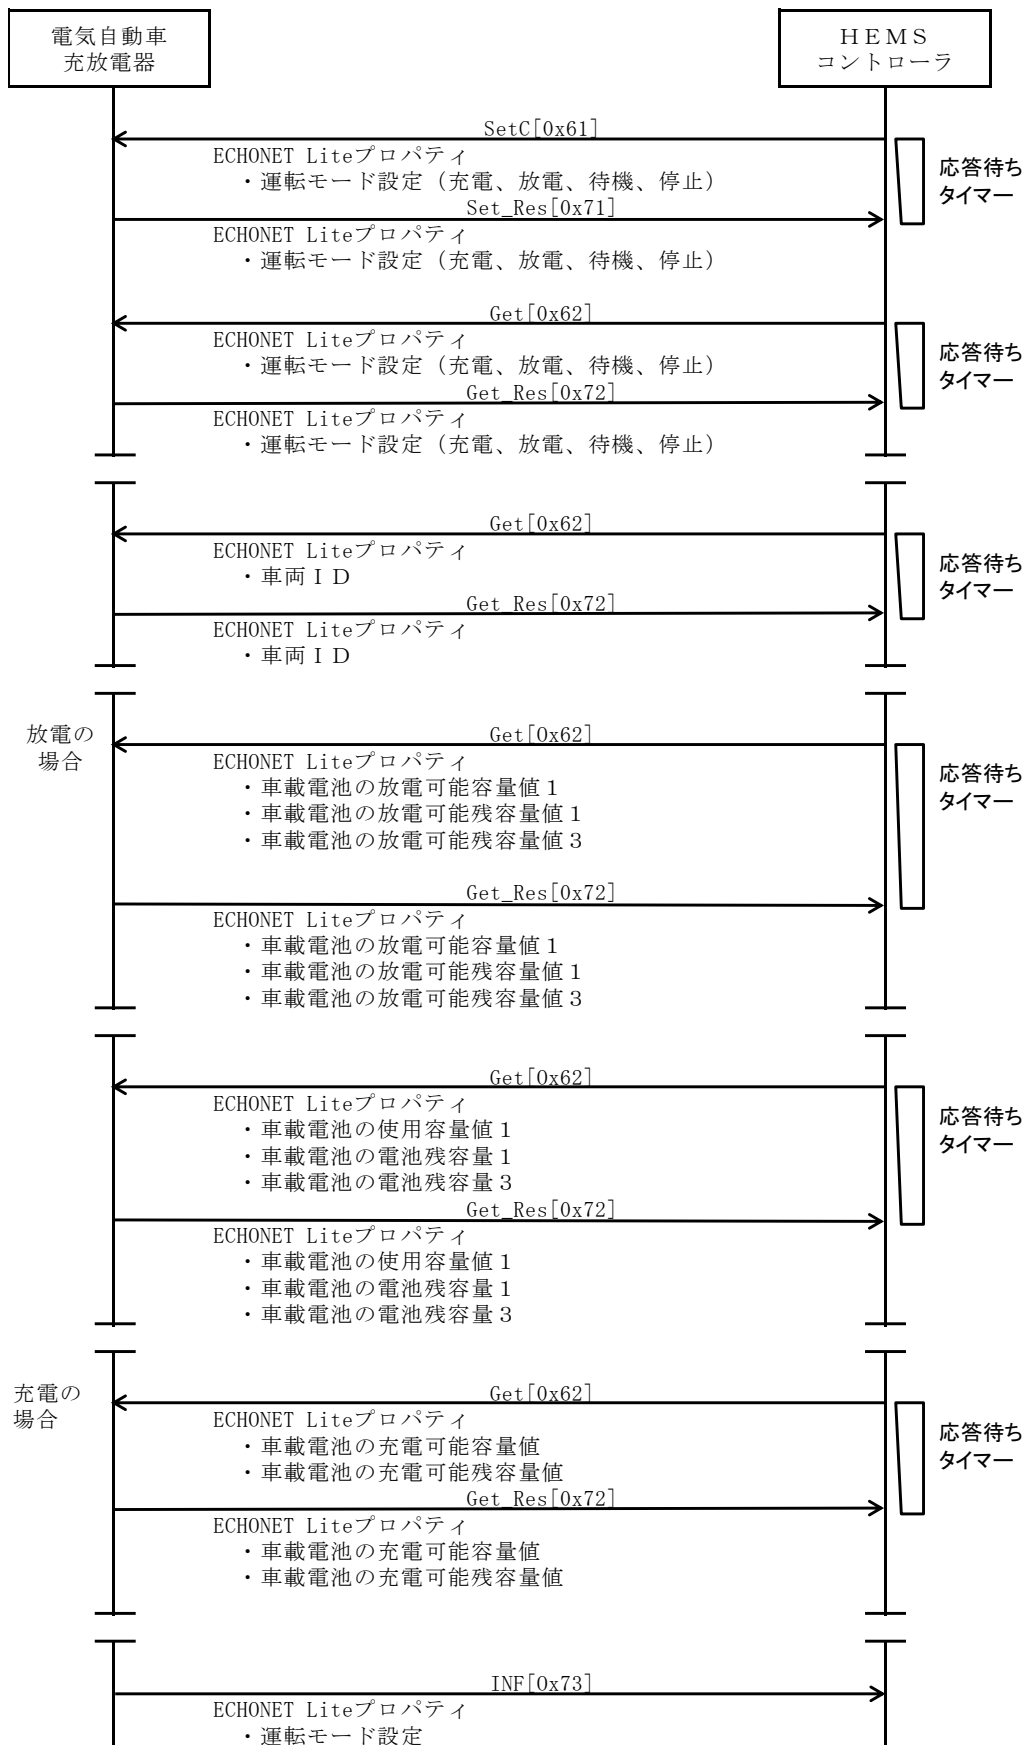 電気自動車
充放電器
ＨＥＭＳ
コントローラ
SetC[0x61]
ECHONET Liteプロパティ
・運転モード設定（充電、放電、待機、停止）
応答待ち
タイマー
Set_Res[0x71]
ECHONET Liteプロパティ
・運転モード設定（充電、放電、待機、停止）
Get[0x62]
ECHONET Liteプロパティ
・運転モード設定（充電、放電、待機、停止）
応答待ち
タイマー
Get_Res[0x72]
ECHONET Liteプロパティ
・運転モード設定（充電、放電、待機、停止）
Get[0x62]
ECHONET Liteプロパティ
・車両ＩＤ
応答待ち
タイマー
Get_Res[0x72]
ECHONET Liteプロパティ
・車両ＩＤ
放電の
場合
Get[0x62]
ECHONET Liteプロパティ
・車載電池の放電可能容量値１
・車載電池の放電可能残容量値１
・車載電池の放電可能残容量値３
応答待ち
タイマー
Get_Res[0x72]
ECHONET Liteプロパティ
・車載電池の放電可能容量値１
・車載電池の放電可能残容量値１
・車載電池の放電可能残容量値３
Get[0x62]
ECHONET Liteプロパティ
・車載電池の使用容量値１
・車載電池の電池残容量１
・車載電池の電池残容量３
応答待ち
タイマー
Get_Res[0x72]
ECHONET Liteプロパティ
・車載電池の使用容量値１
・車載電池の電池残容量１
・車載電池の電池残容量３
充電の
場合
Get[0x62]
ECHONET Liteプロパティ
・車載電池の充電可能容量値
・車載電池の充電可能残容量値
応答待ち
タイマー
Get_Res[0x72]
ECHONET Liteプロパティ
・車載電池の充電可能容量値
・車載電池の充電可能残容量値
INF[0x73]
ECHONET Liteプロパティ
・運転モード設定